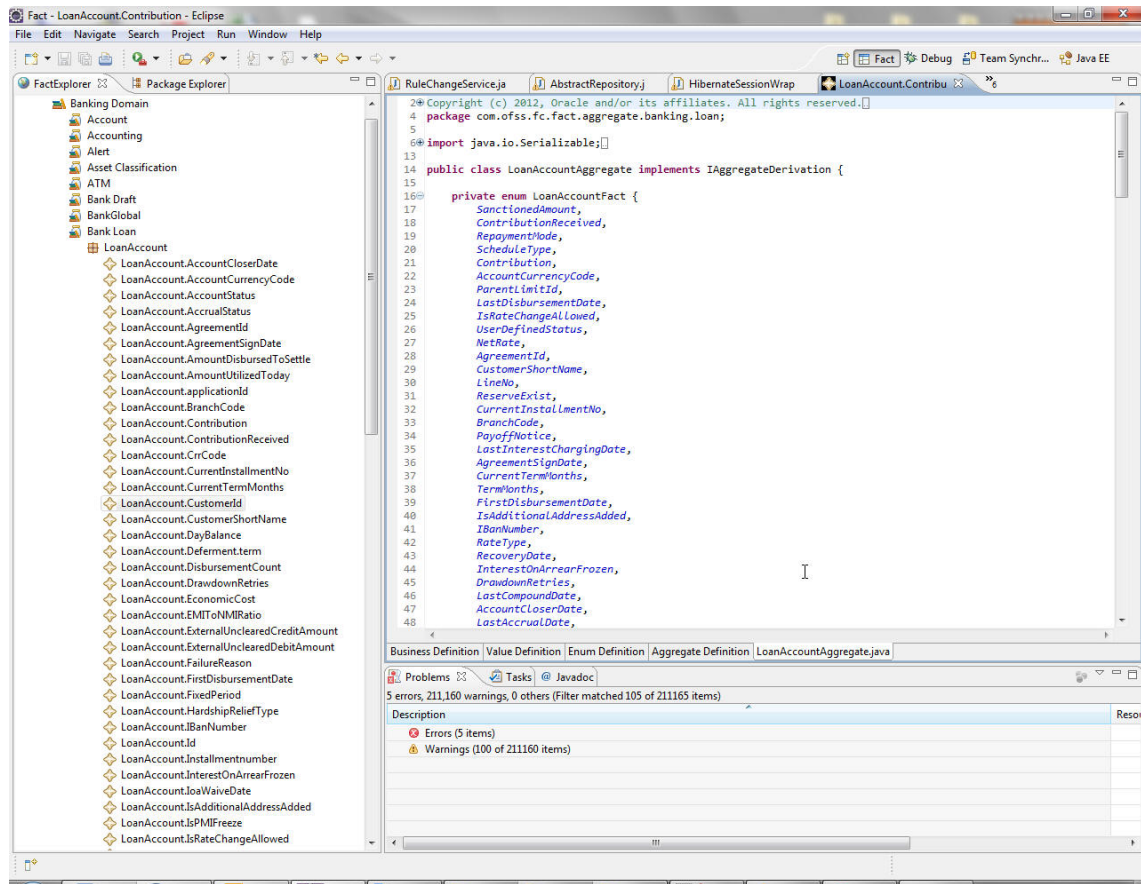 Fact - LoanAccount.Contribution - Eclipse
File Edit Navigate Search Project Run Window Help
Fact Debug Team Synchr... Java EE
FactExplorer Package Explorer
Banking Domain
Account
Accounting
Alert
Asset Classification
ATM
Bank Draft
BankGlobal
Bank Loan
LoanAccount
LoanAccount.AccountCloserDate
LoanAccount.AccountCurrencyCode
LoanAccount.AccountStatus
LoanAccount.AccrualStatus
LoanAccount.AgreementId
LoanAccount.AgreementSignDate
LoanAccount.AmountDisbursedToSettle
LoanAccount.AmountUtilizedToday
LoanAccount.applicationId
LoanAccount.BranchCode
LoanAccount.Contribution
LoanAccount.ContributionReceived
LoanAccount.CrrCode
LoanAccount.CurrentInstallmentNo
LoanAccount.CurrentTermMonths
LoanAccount.CustomerId
LoanAccount.CustomerShortName
LoanAccount.DayBalance
LoanAccount.Deferment.term
LoanAccount.DisbursementCount
LoanAccount.DrawdownRetries
LoanAccount.EconomicCost
LoanAccount.EMIToNMIRatio
LoanAccount.ExternalUnclearedCreditAmount
LoanAccount.ExternalUnclearedDebitAmount
LoanAccount.FailureReason
LoanAccount.FirstDisbursementDate
LoanAccount.FixedPeriod
LoanAccount.HardshipReliefType
LoanAccount.IBanNumber
LoanAccount.Id
LoanAccount.Installmentnumber
LoanAccount.InterestOnArrearFrozen
LoanAccount.IoaWaiveDate
LoanAccount.IsAdditionalAddressAdded
LoanAccount.IsPMIFreeze
LoanAccount.IsRateChangeAllowed
RuleChangeService.ja AbstractRepository.j HibernateSessionWrap LoanAccount.Contribu »6
2 Copyright (c) 2012, Oracle and/or its affiliates. All rights reserved.
4 package com.ofss.fc.fact.aggregate.banking.loan;
5
6 import java.io.Serializable;
13
14 public class LoanAccountAggregate implements IAggregateDerivation {
15
16 private enum LoanAccountFact {
17 SanctionedAmount,
18 ContributionReceived,
19 RepaymentMode,
20 ScheduleType,
21 Contribution,
22 AccountCurrencyCode,
23 ParentLimitId,
24 LastDisbursementDate,
25 IsRateChangeAllowed,
26 UserDefinedStatus,
27 NetRate,
28 AgreementId,
29 CustomerShortName,
30 LineNo,
31 ReserveExist,
32 CurrentInstallmentNo,
33 BranchCode,
34 PayoffNotice,
35 LastInterestChargingDate,
36 AgreementSignDate,
37 CurrentTermMonths,
38 TermMonths,
39 FirstDisbursementDate,
40 IsAdditionalAddressAdded,
41 IBanNumber,
42 RateType,
43 RecoveryDate,
44 InterestOnArrearFrozen,
45 DrawdownRetries,
46 LastCompoundDate,
47 AccountCloserDate,
48 LastAccrualDate,
Business Definition Value Definition Enum Definition Aggregate Definition LoanAccountAggregate.java
Problems Tasks @ Javadoc
5 errors, 211,160 warnings, 0 others (Filter matched 105 of 211165 items)
Description Resou
Errors (5 items)
Warnings (100 of 211160 items)